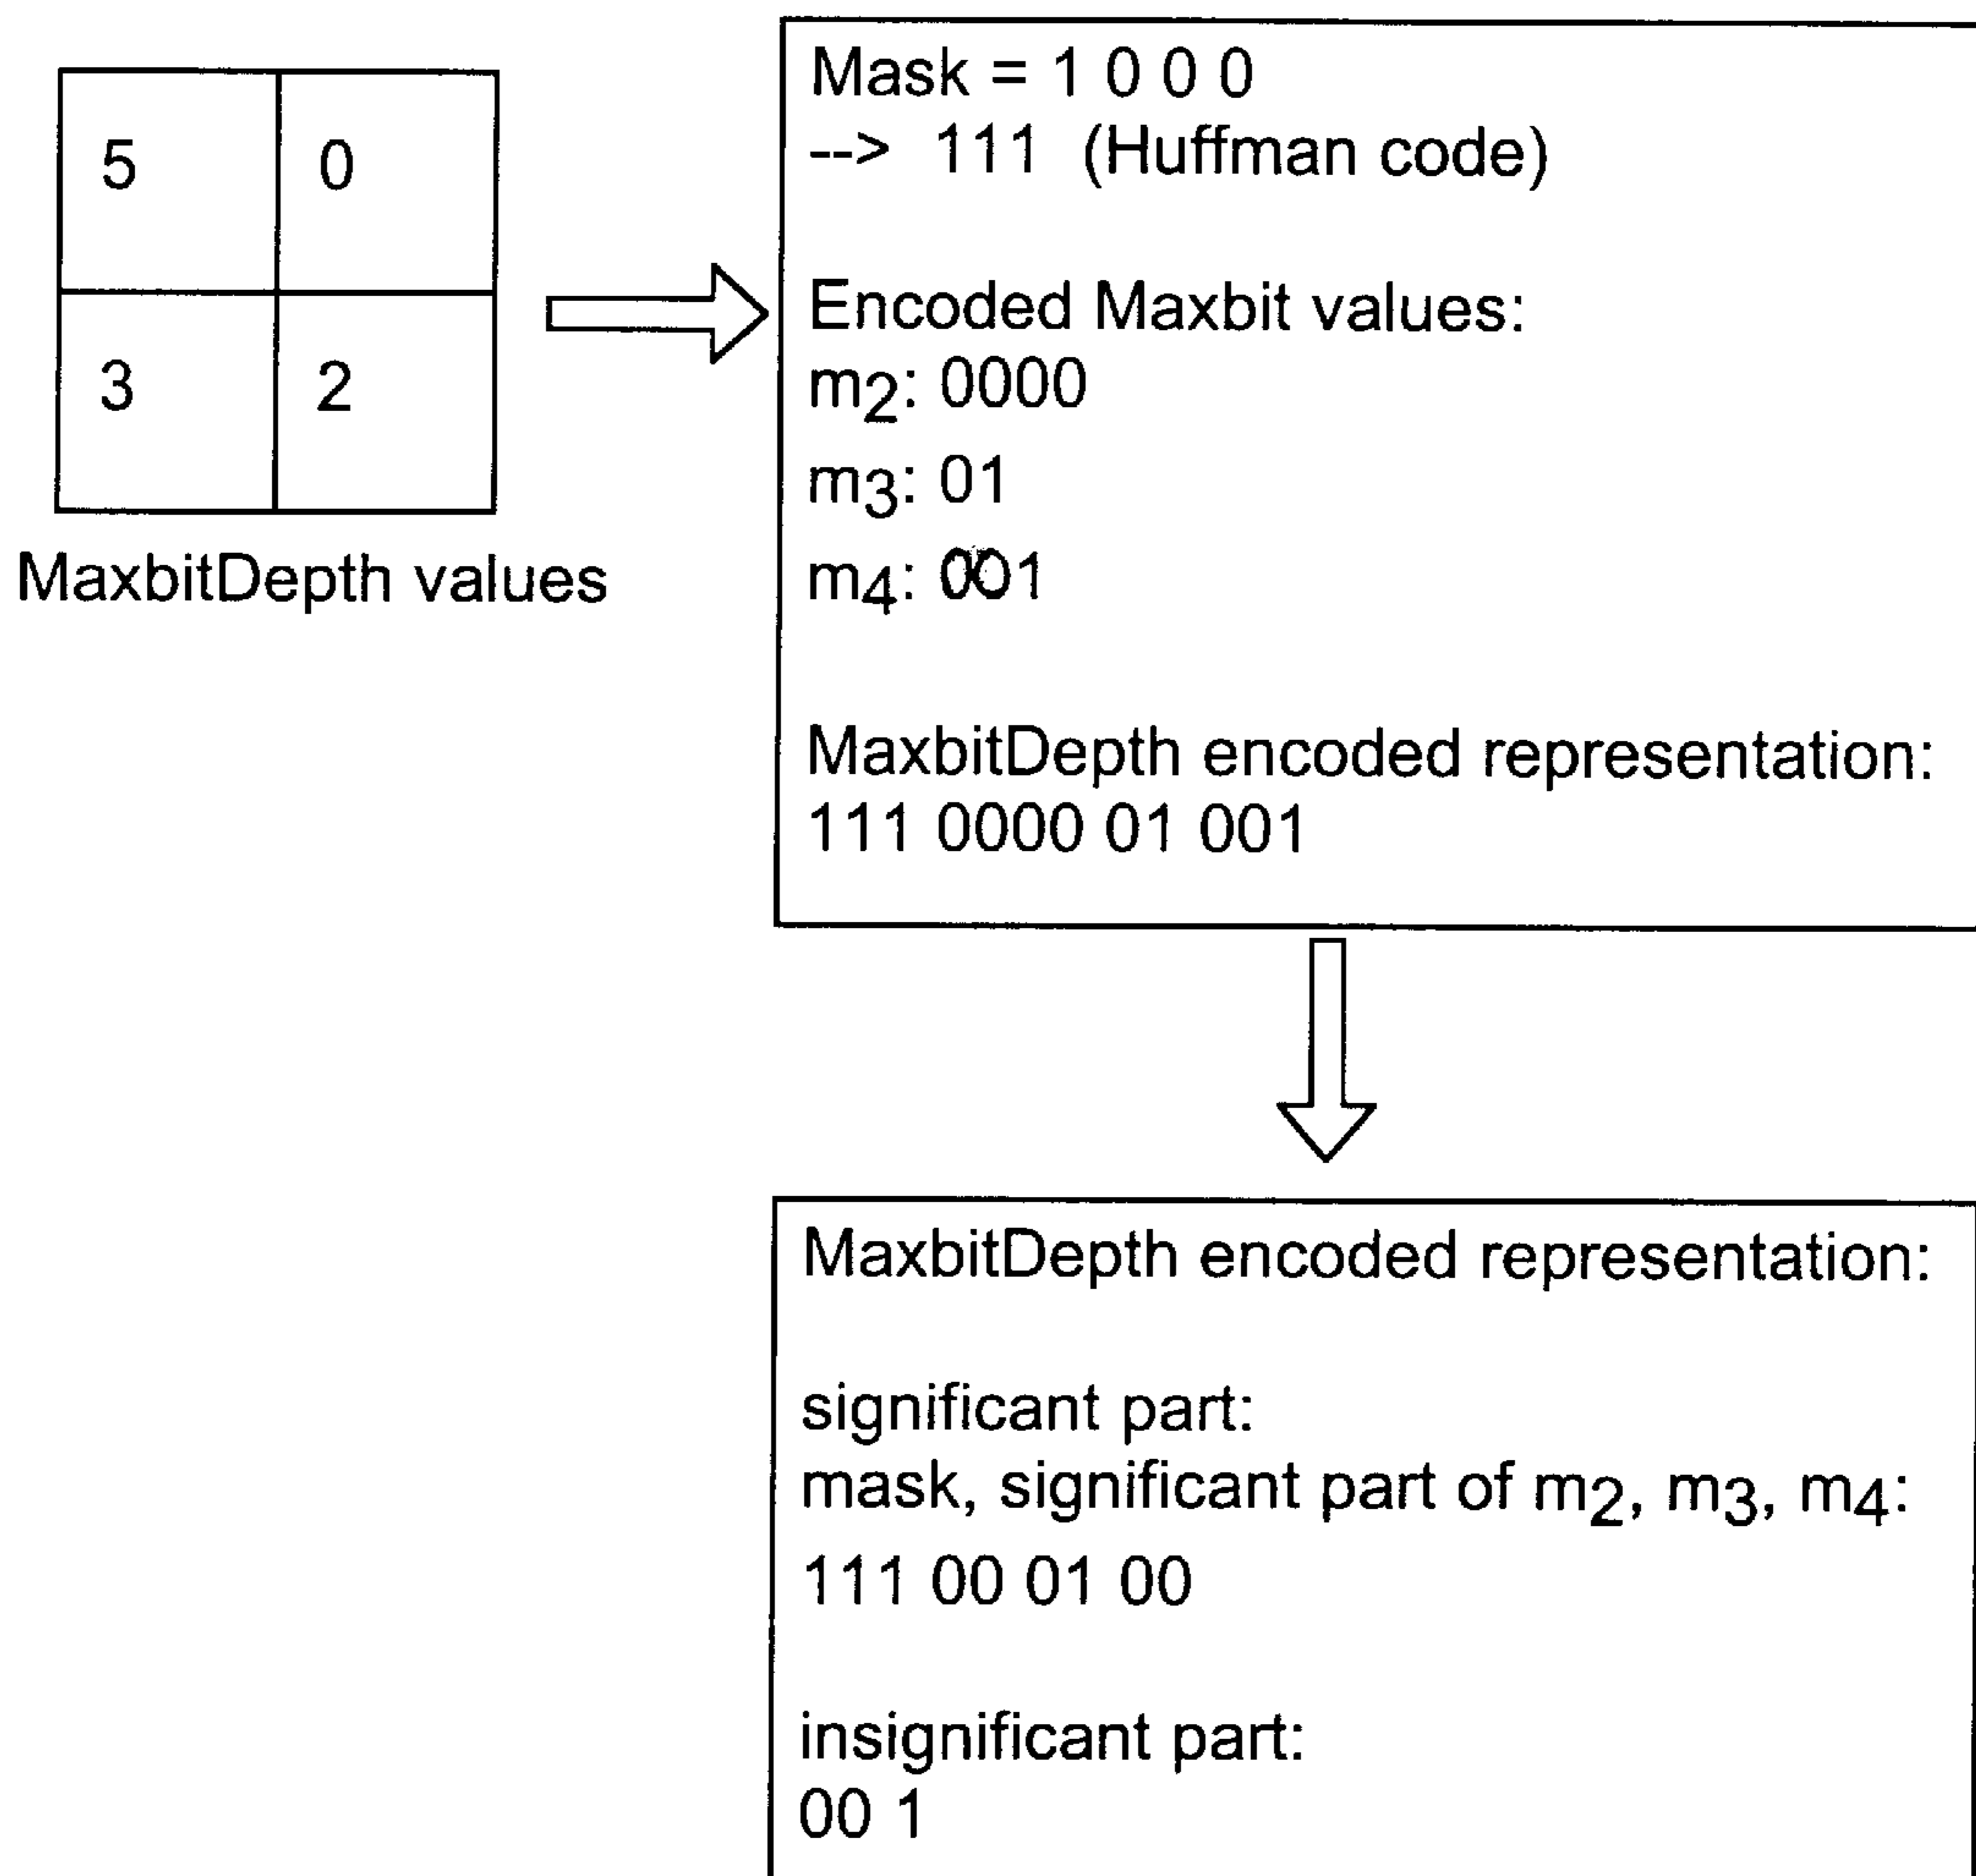 5 0
3 2
MaxbitDepth values
Mask = 1 0 0 0
--> 111 (Huffman code)
Encoded Maxbit values:
m2: 0000
m3: 01
m4: 001
MaxbitDepth encoded representation:
111 0000 01 001
MaxbitDepth encoded representation:
significant part:
mask, significant part of m2, m3, m4:
111 00 01 00
insignificant part:
00 1